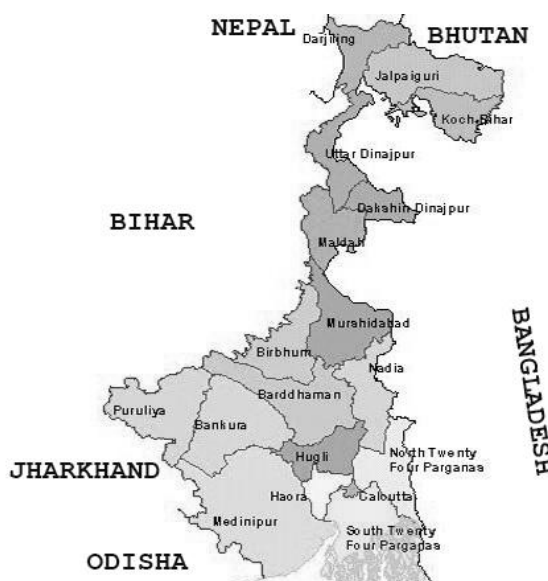 NEPAL
BHUTAN
Darjiling
Jalpaiguri
Koch-Bihar
Uttar Dinajpur
Dakshin Dinajpur
BIHAR
Maldah
Murshidabad
BANGLADESH
Birbhum
Nadia
Barddhaman
Puruliya
Bankura
North Twenty
Four Parganas
Hugli
JHARKHAND
Haora
Calcutta
Medinipur
South Twenty
Four Parganas
ODISHA